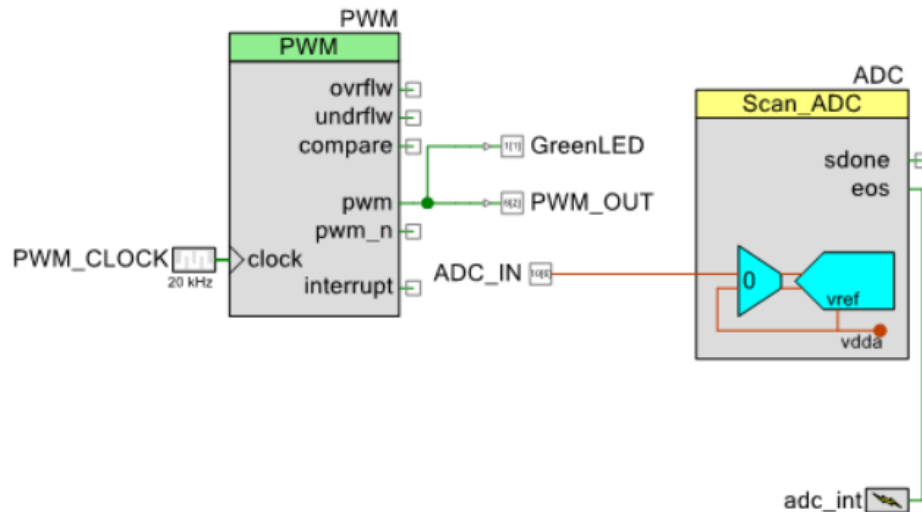 PWM
PWM
ovrflw
undrflw
compare
pwm
pwm_n
interrupt
clock
PWM_CLOCK
20 kHz
GreenLED
PWM_OUT
ADC_IN
ADC
Scan_ADC
sdone
eos
0
vref
vdda
adc_int